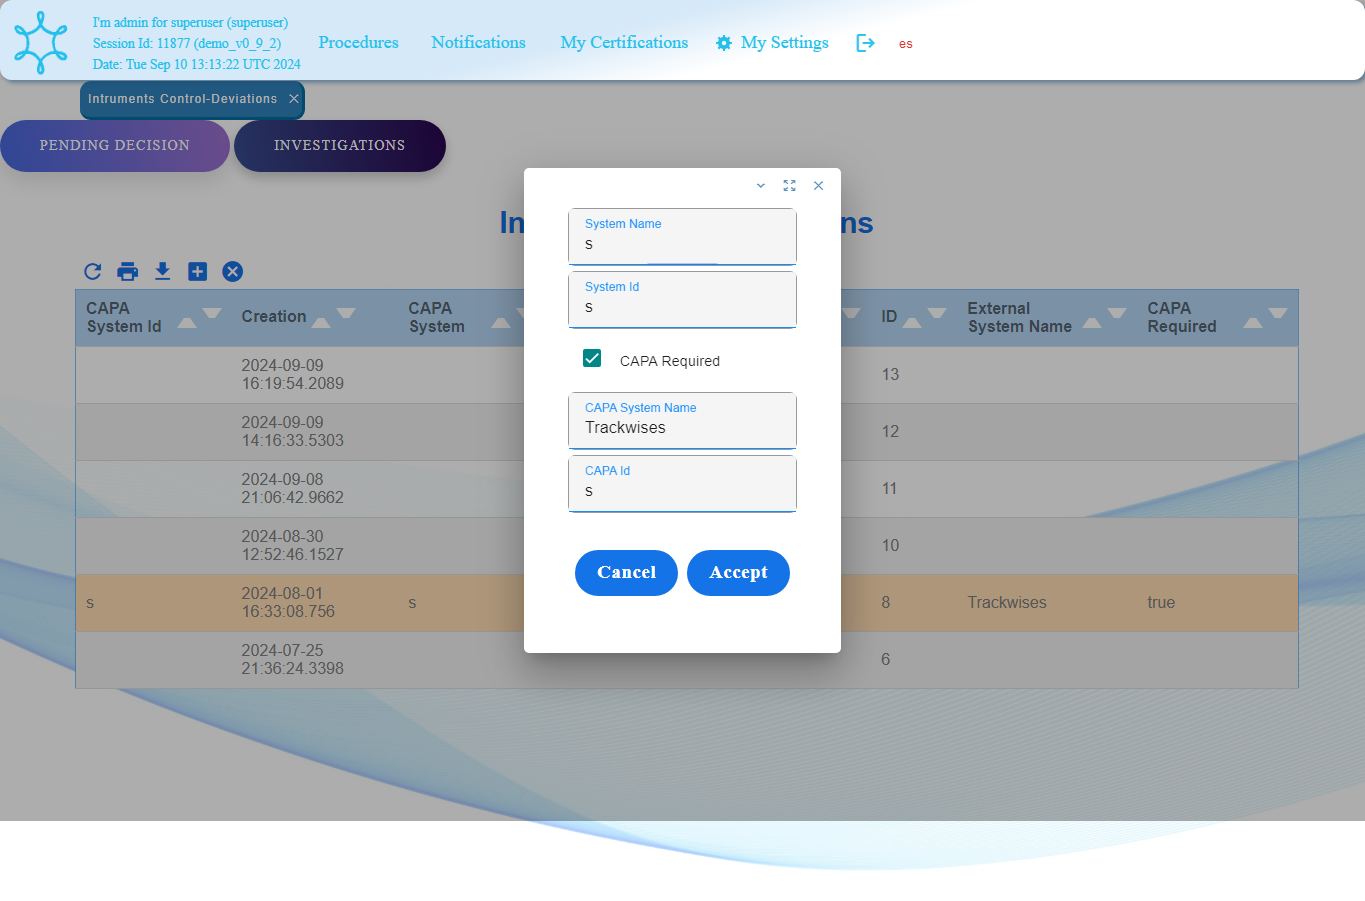 I'm admin for superuser (superuser)
Session Id: 11877 (demo_v0_9_2)
Date: Tue Sep 10 13:13:22 UTC 2024
Procedures
Notifications
My Certifications
My Settings
es
Intruments Control-Deviations
PENDING DECISION
INVESTIGATIONS
In
ns
CAPA
System Id
Creation
CAPA
System
ID
External
System Name
CAPA
Required
2024-09-09
16:19:54.2089
13
2024-09-09
14:16:33.5303
12
2024-09-08
21:06:42.9662
11
2024-08-30
12:52:46.1527
10
s
2024-08-01
16:33:08.756
s
8
Trackwises
true
2024-07-25
21:36:24.3398
6
System Name
s
System Id
s
CAPA Required
CAPA System Name
Trackwises
CAPA Id
s
Cancel
Accept